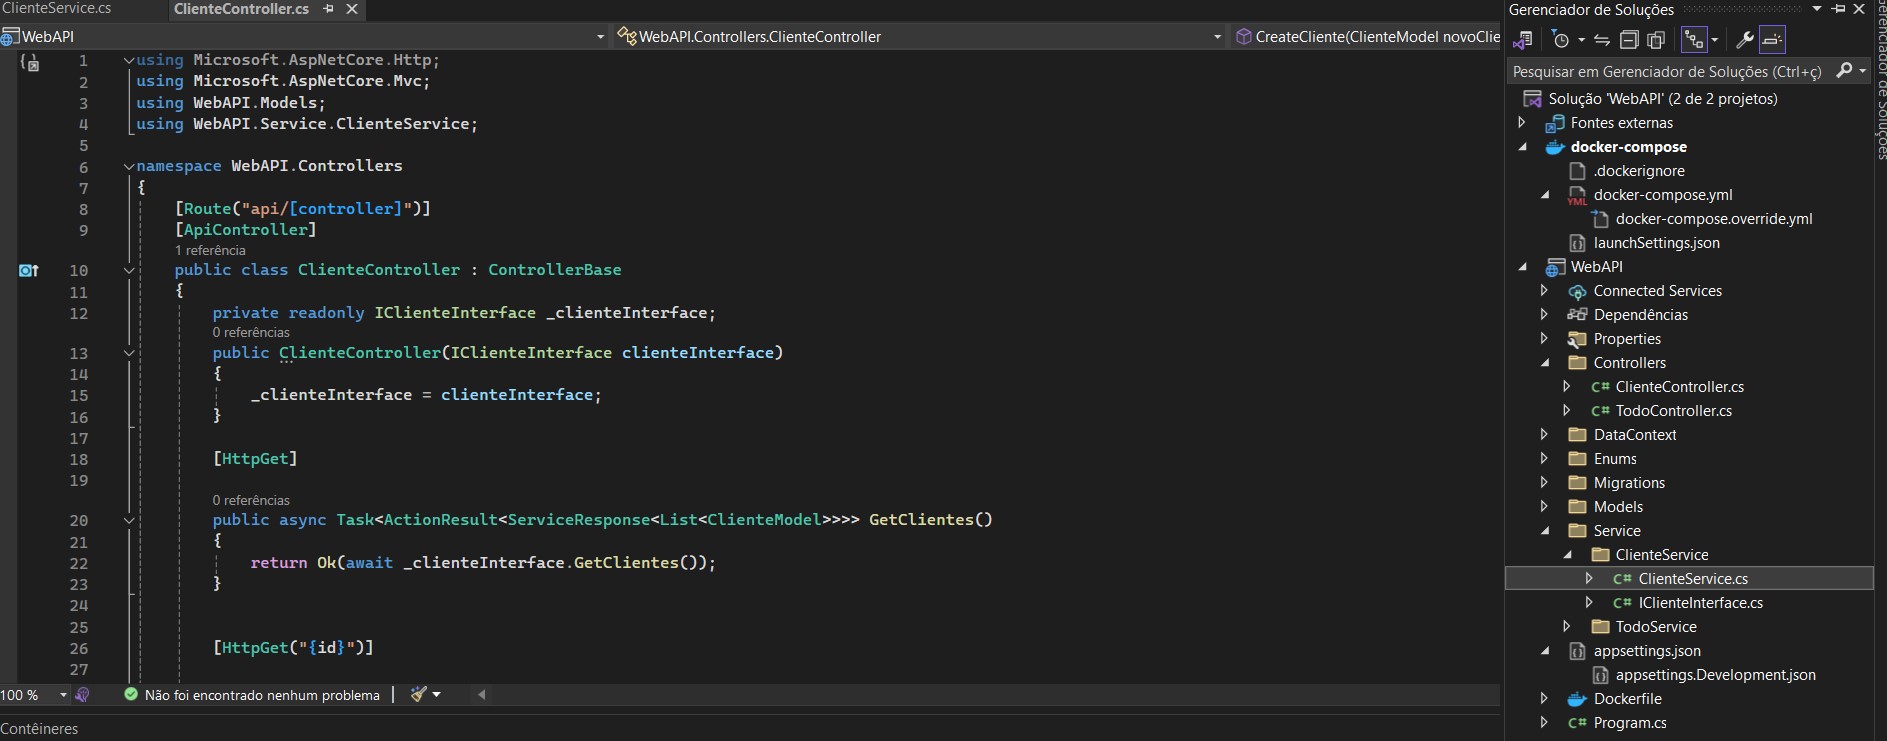 ClienteService.cs
ClienteController.cs
WebAPI
WebAPI.Controllers.ClienteController
CreateCliente(ClienteModel novoClie
1 using Microsoft.AspNetCore.Http;
2 using Microsoft.AspNetCore.Mvc;
3 using WebAPI.Models;
4 using WebAPI.Service.ClienteService;
5
6 namespace WebAPI.Controllers
7 {
8 [Route("api/[controller]")]
9 [ApiController]
1 referência
10 public class ClienteController : ControllerBase
11 {
12 private readonly IClienteInterface _clienteInterface;
0 referências
13 public ClienteController(IClienteInterface clienteInterface)
14 {
15 _clienteInterface = clienteInterface;
16 }
17
18 [HttpGet]
19
0 referências
20 public async Task<ActionResult<ServiceResponse<List<ClienteModel>>>> GetClientes()
21 {
22 return Ok(await _clienteInterface.GetClientes());
23 }
24
25
26 [HttpGet("{id}")]
27
100 %
Não foi encontrado nenhum problema
Contêineres
Gerenciador de Soluções
Pesquisar em Gerenciador de Soluções (Ctrl+ç)
Solução 'WebAPI' (2 de 2 projetos)
Fontes externas
docker-compose
.dockerignore
docker-compose.yml
docker-compose.override.yml
launchSettings.json
WebAPI
Connected Services
Dependências
Properties
Controllers
C# ClienteController.cs
C# TodoController.cs
DataContext
Enums
Migrations
Models
Service
ClienteService
C# ClienteService.cs
C# IClienteInterface.cs
TodoService
appsettings.json
appsettings.Development.json
Dockerfile
C# Program.cs
Gerenciador de Soluções